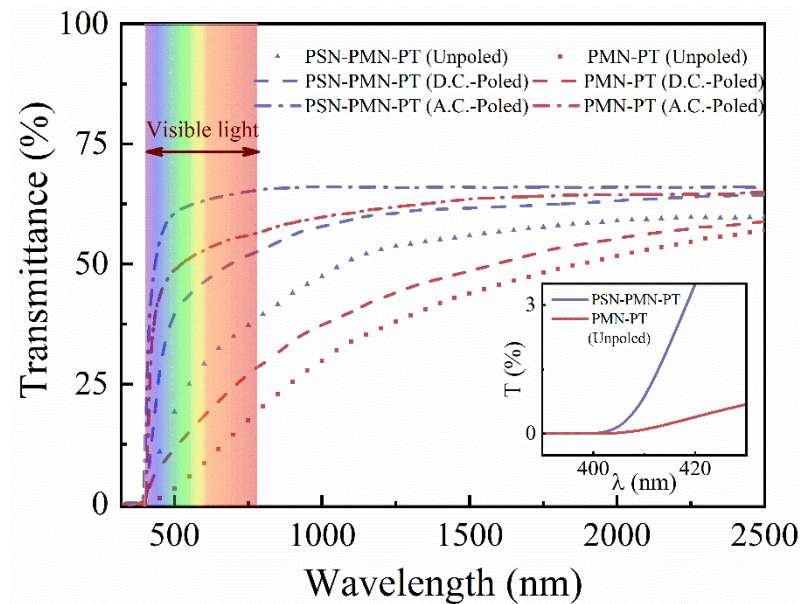 100
75
50
25
0
Transmittance (%)
PSN-PMN-PT (Unpoled)
PMN-PT (Unpoled)
PSN-PMN-PT (D.C.-Poled)
PMN-PT (D.C.-Poled)
PSN-PMN-PT (A.C.-Poled)
PMN-PT (A.C.-Poled)
Visible light
3
0
T (%)
PSN-PMN-PT
PMN-PT
(Unpoled)
400
420
λ (nm)
500
1000
1500
2000
2500
Wavelength (nm)